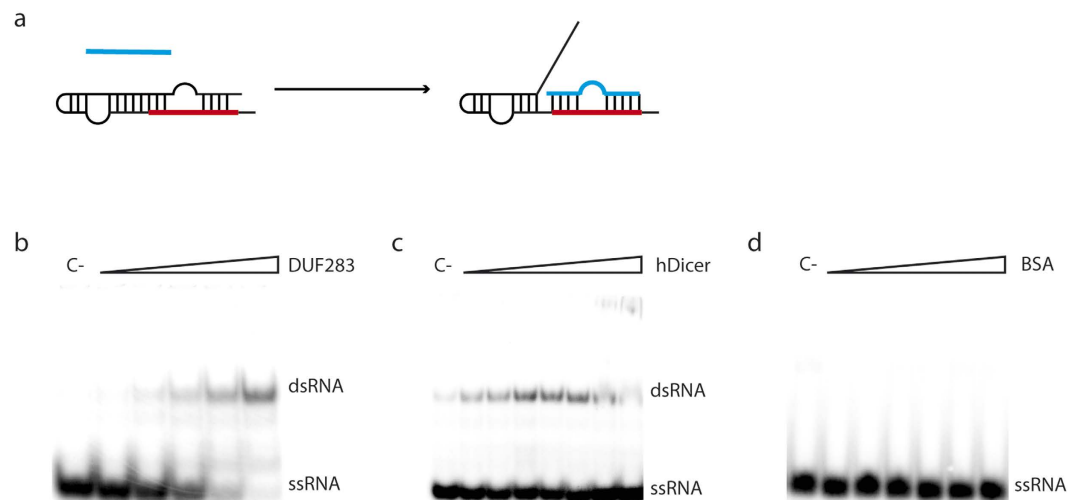 a
b
C-
DUF283
dsRNA
ssRNA
c
C-
hDicer
dsRNA
ssRNA
d
C-
BSA
ssRNA